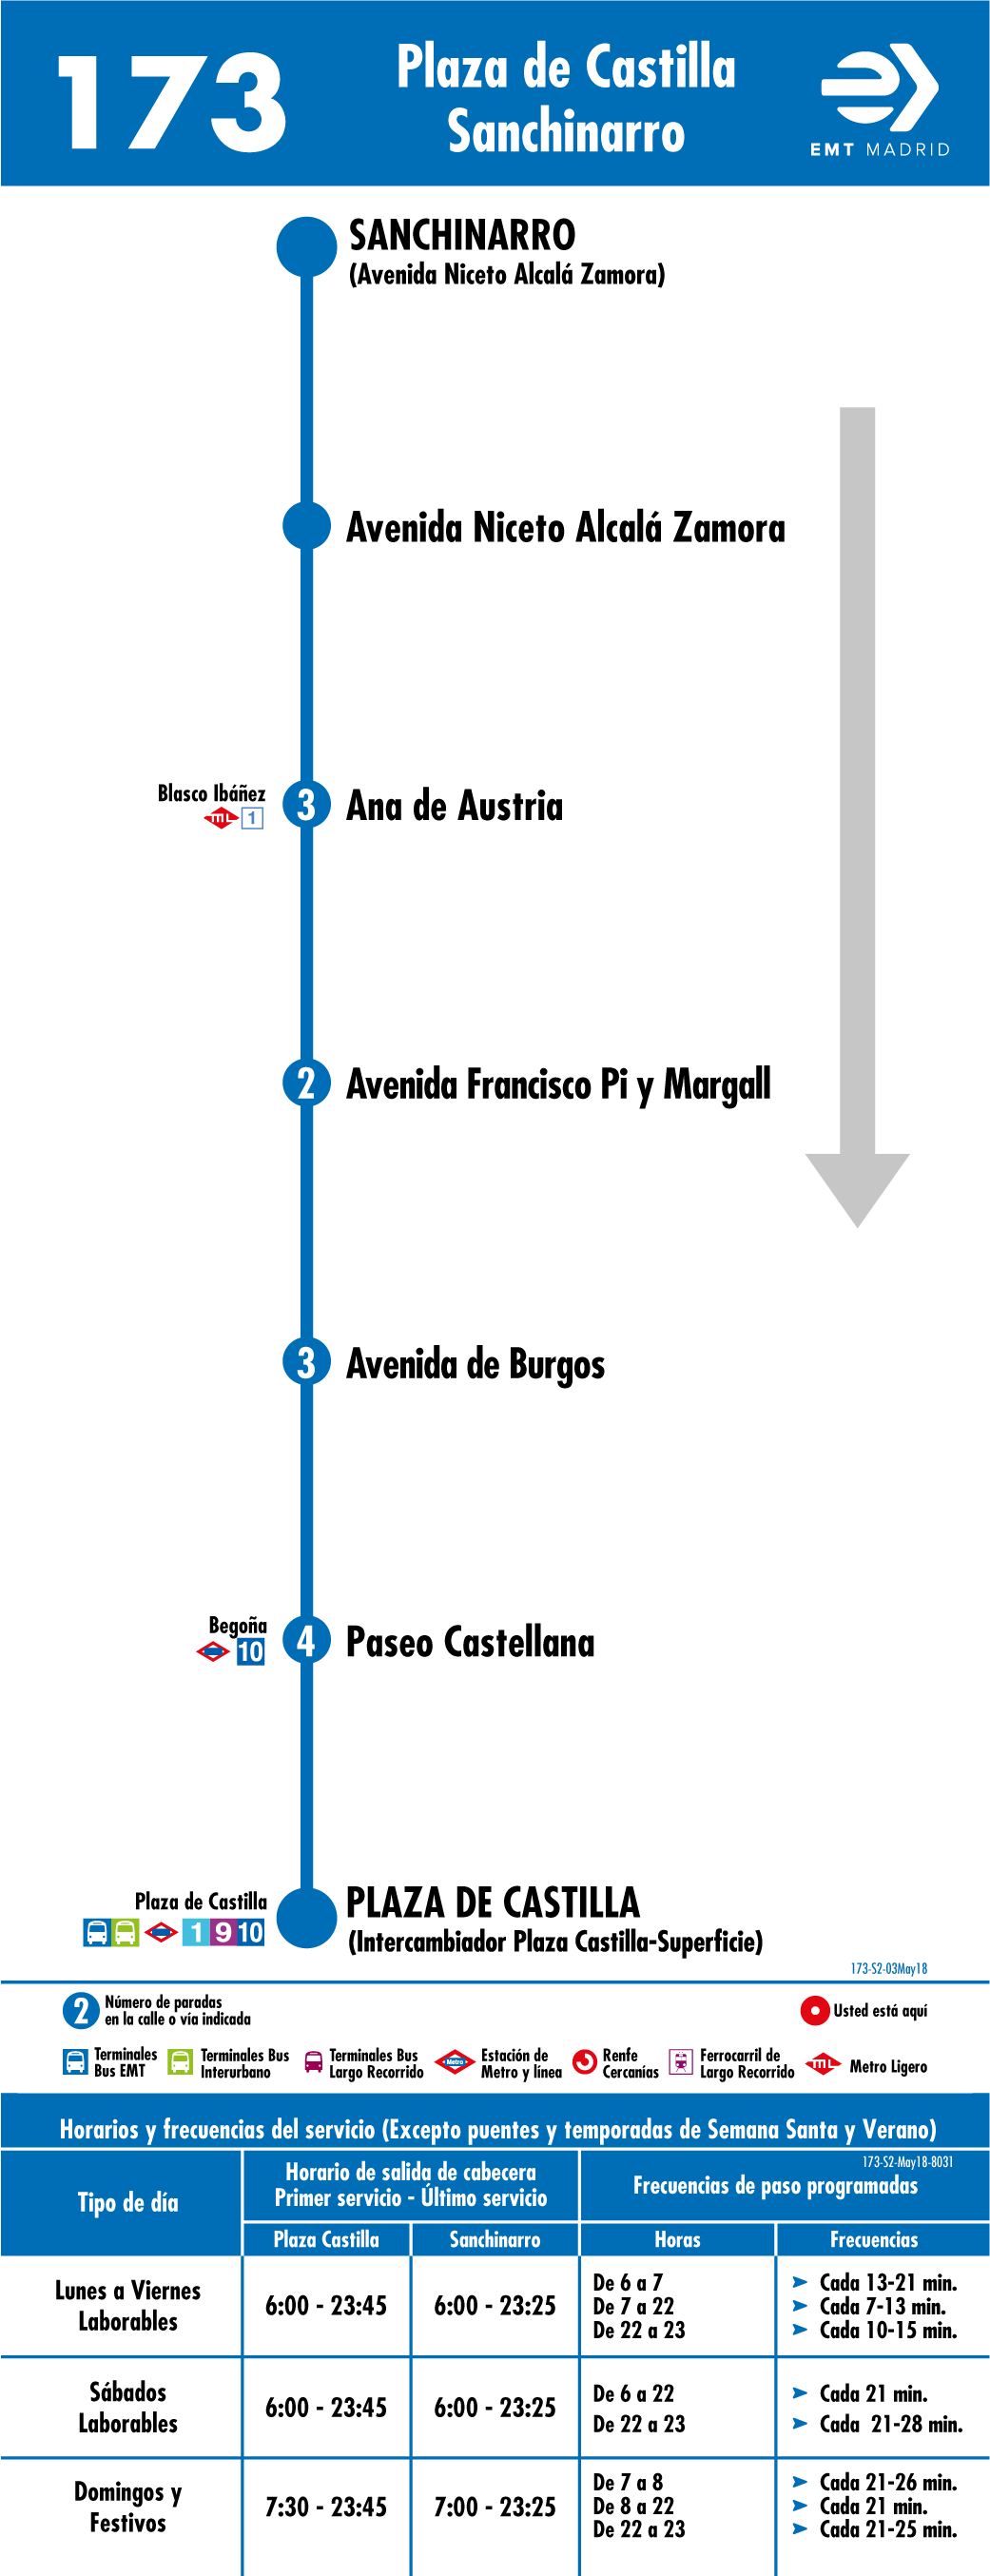 173
Plaza de Castilla
Sanchinarro
EMT MADRID
SANCHINARRO
(Avenida Niceto Alcalá Zamora)
Avenida Niceto Alcalá Zamora
Blasco Ibáñez
ML 1
3 Ana de Austria
2 Avenida Francisco Pi y Margall
3 Avenida de Burgos
Begoña
10
4 Paseo Castellana
Plaza de Castilla
1 9 10
PLAZA DE CASTILLA
(Intercambiador Plaza Castilla-Superficie)
173-S2-03May18
2 Número de paradas
en la calle o vía indicada
Usted está aquí
Terminales
Bus EMT
Terminales Bus
Interurbano
Terminales Bus
Largo Recorrido
Metro
Estación de
Metro y línea
Renfe
Cercanías
Ferrocarril de
Largo Recorrido
ML
Metro Ligero
Horarios y frecuencias del servicio (Excepto puentes y temporadas de Semana Santa y Verano)
173-S2-May18-8031
Tipo de día
Horario de salida de cabecera
Primer servicio - Último servicio
Frecuencias de paso programadas
Plaza Castilla
Sanchinarro
Horas
Frecuencias
Lunes a Viernes
Laborables
6:00 - 23:45
6:00 - 23:25
De 6 a 7 ➤ Cada 13-21 min.
De 7 a 22 ➤ Cada 7-13 min.
De 22 a 23 ➤ Cada 10-15 min.
Sábados
Laborables
6:00 - 23:45
6:00 - 23:25
De 6 a 22 ➤ Cada 21 min.
De 22 a 23 ➤ Cada 21-28 min.
Domingos y
Festivos
7:30 - 23:45
7:00 - 23:25
De 7 a 8 ➤ Cada 21-26 min.
De 8 a 22 ➤ Cada 21 min.
De 22 a 23 ➤ Cada 21-25 min.